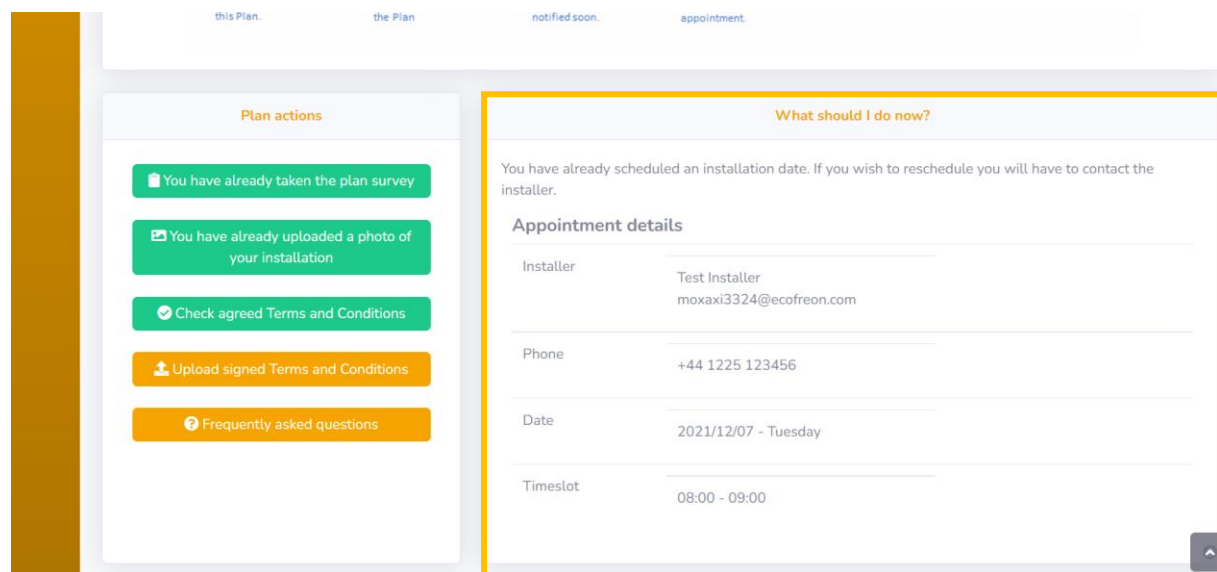 this Plan. the Plan notified soon. appointment.
Plan actions
You have already taken the plan survey
You have already uploaded a photo of
your installation
Check agreed Terms and Conditions
Upload signed Terms and Conditions
Frequently asked questions
What should I do now?
You have already scheduled an installation date. If you wish to reschedule you will have to contact the
installer.
Appointment details
Installer
Test Installer
moxaxi3324@ecofreon.com
Phone
+44 1225 123456
Date
2021/12/07 - Tuesday
Timeslot
08:00 - 09:00